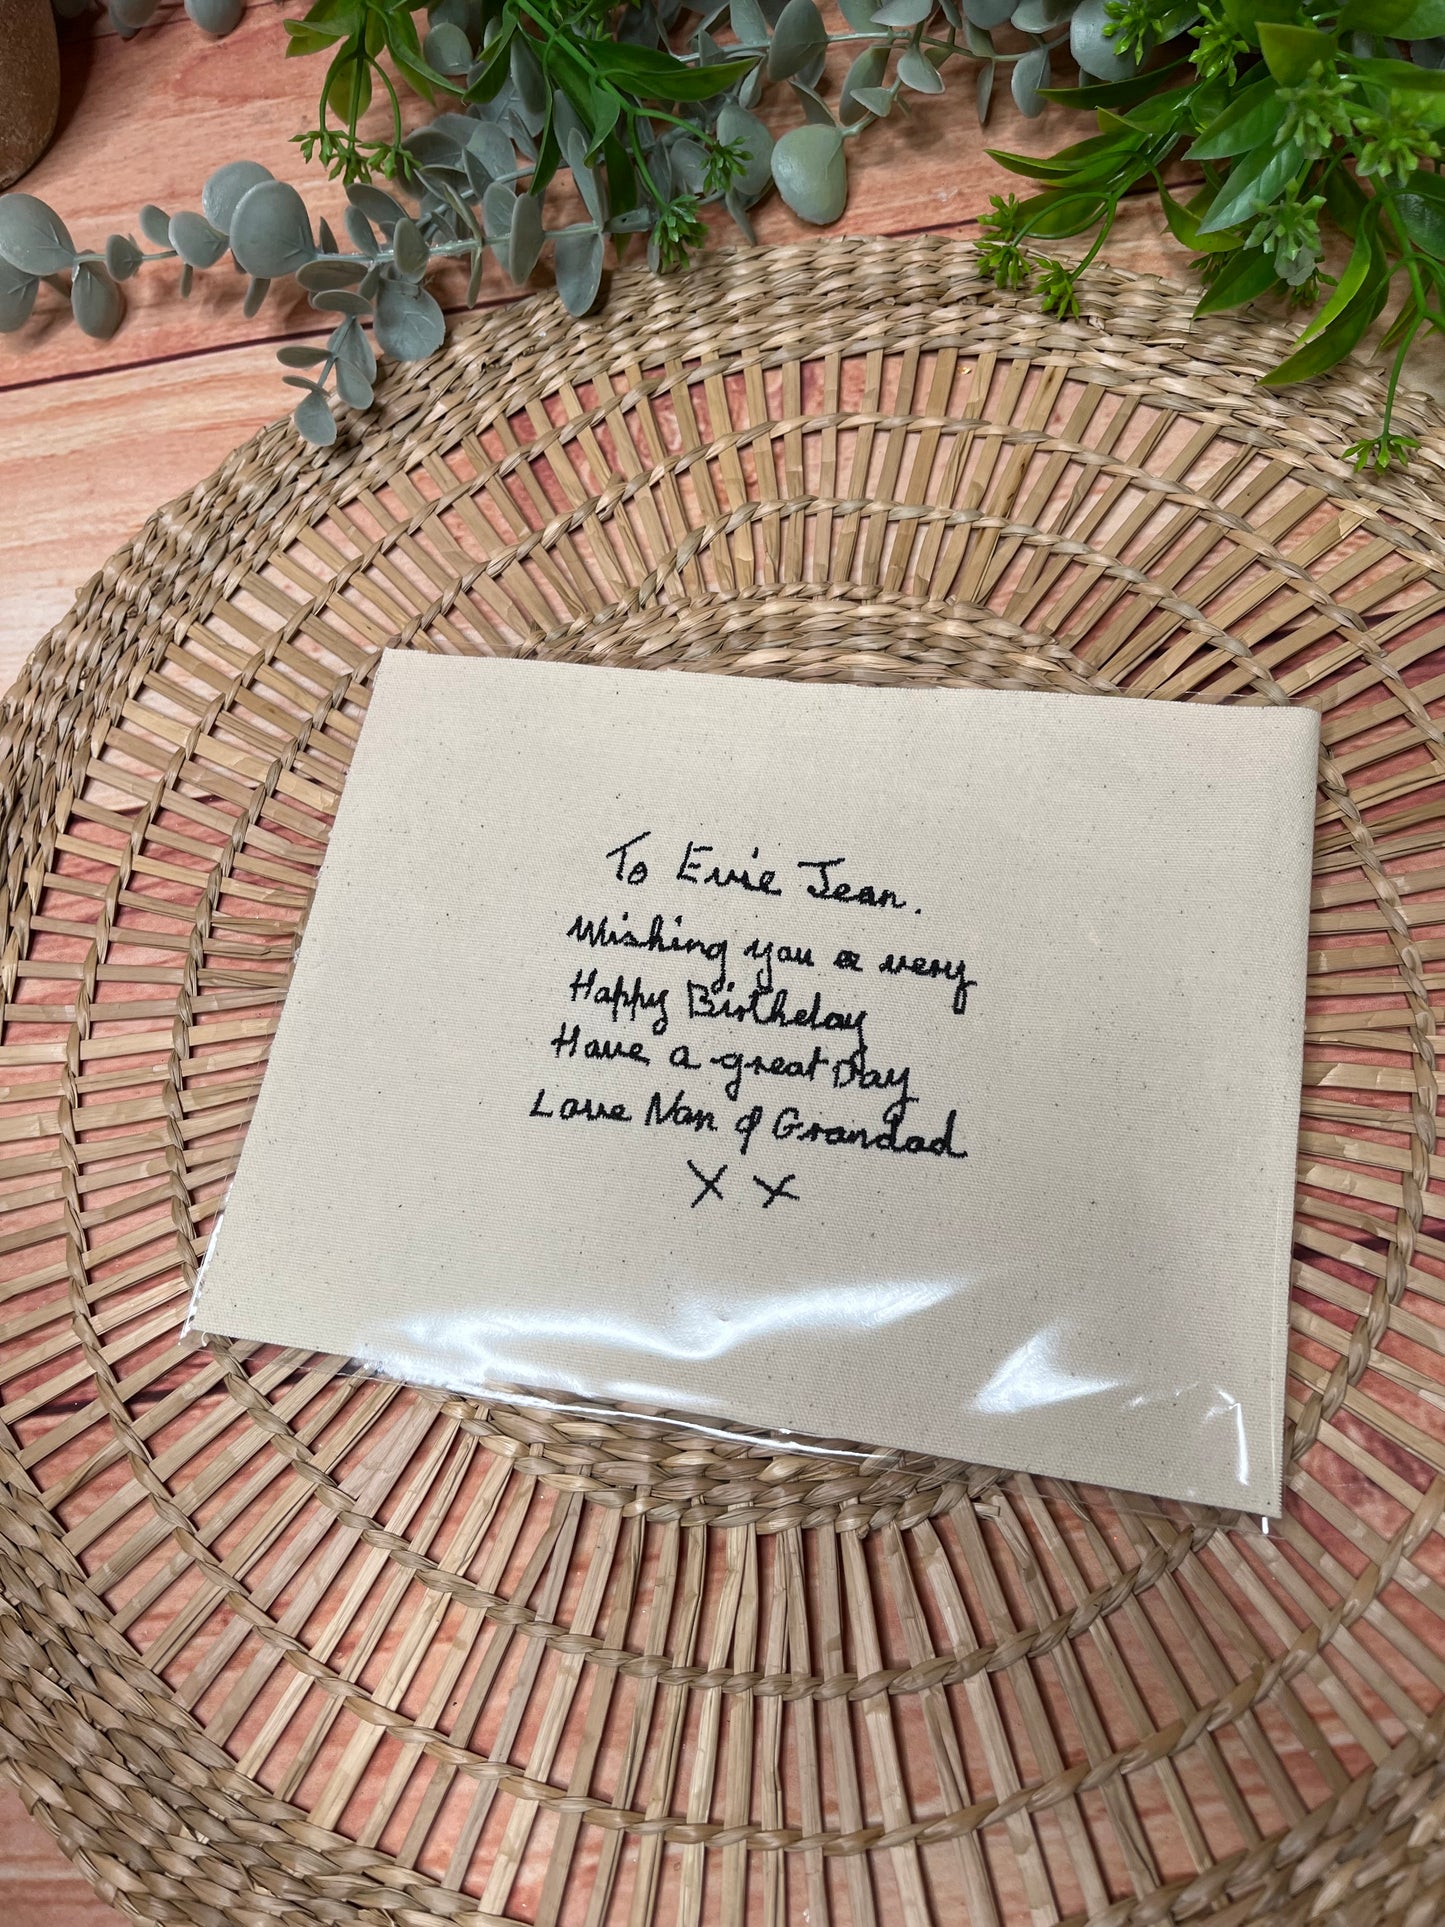 To Evie Jean.
Wishing you a very
Happy Birthday
Have a great Day
Love Nan & Grandad
X X